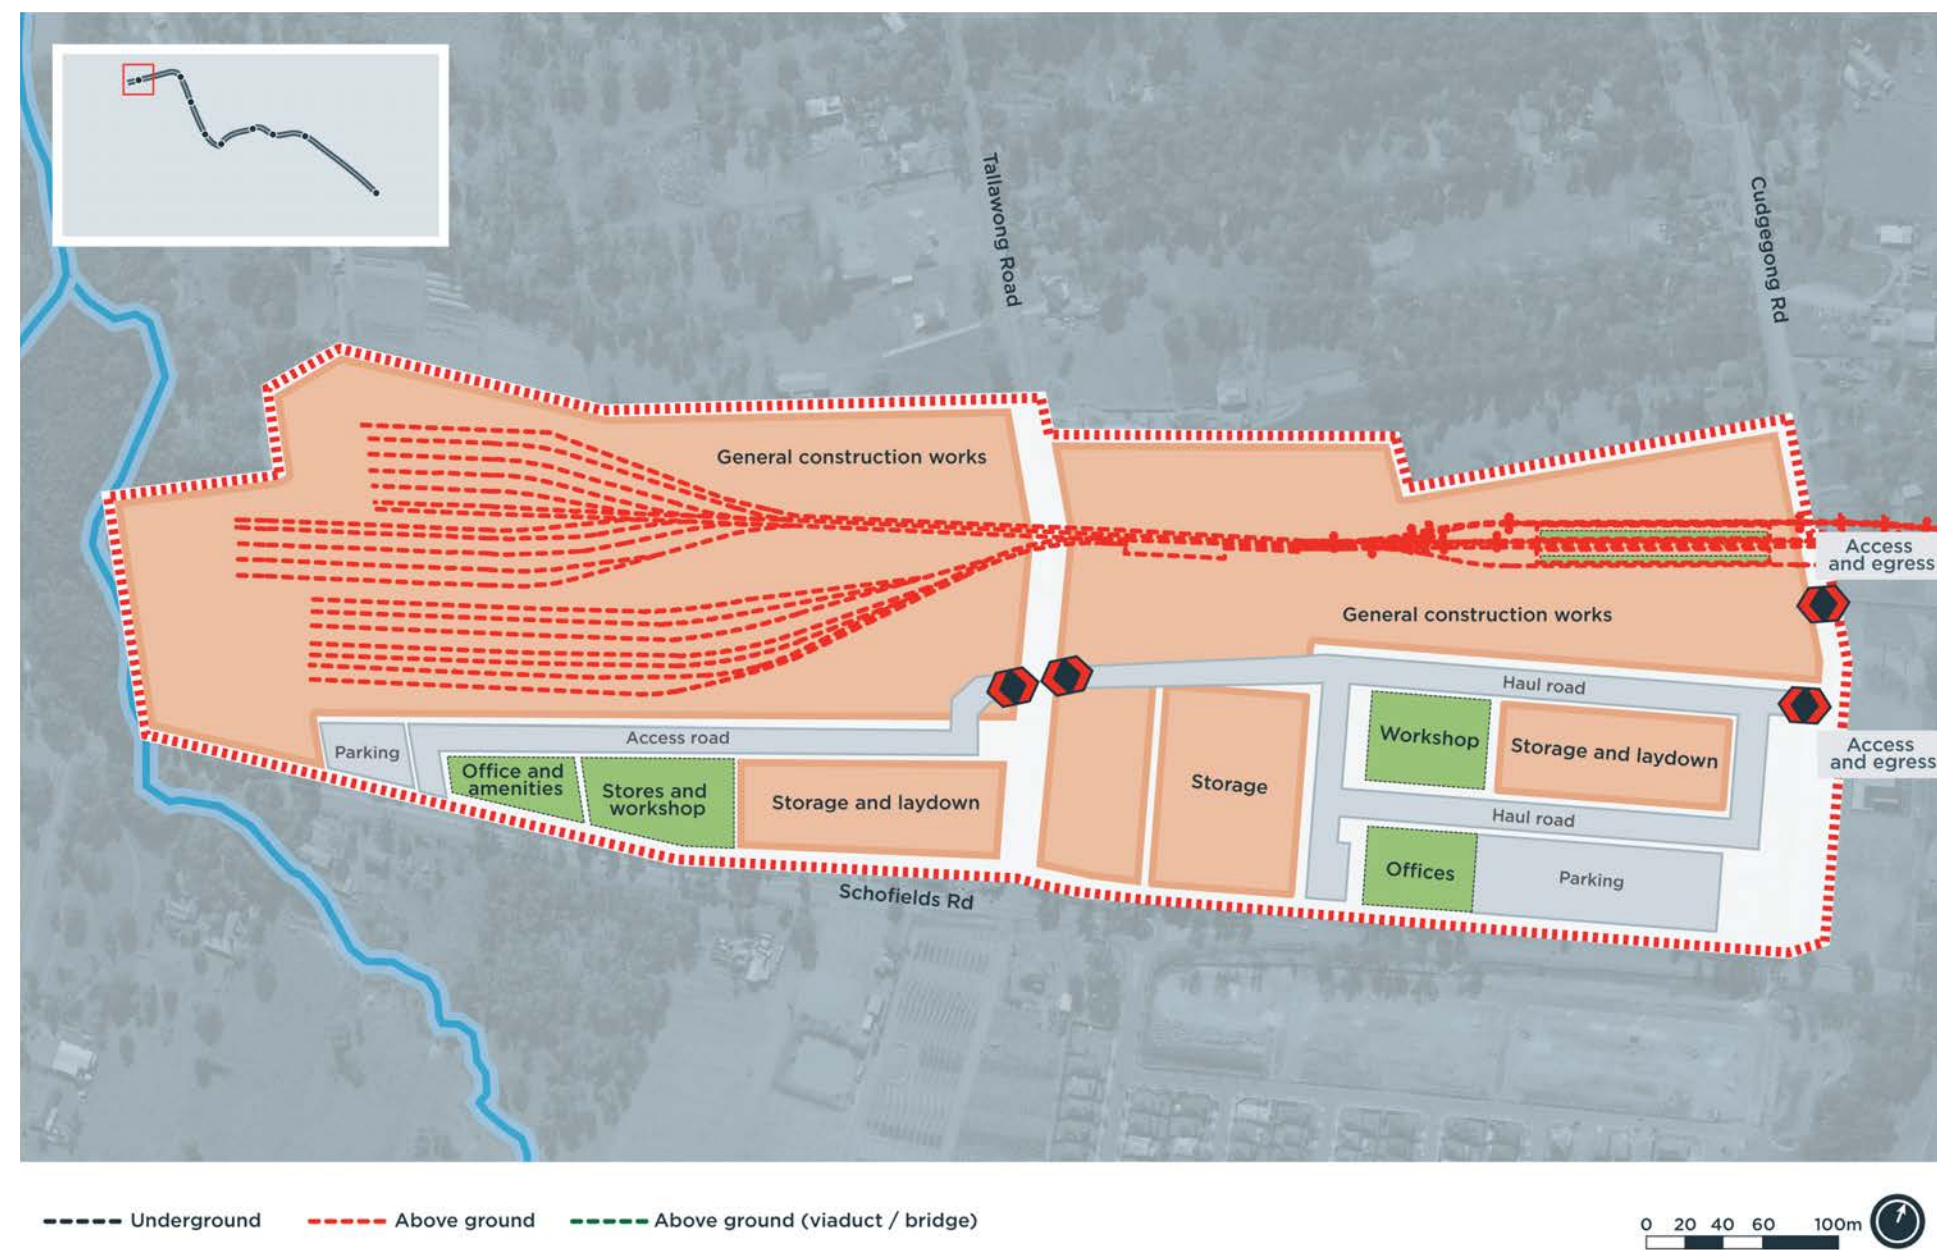 Tallawong Road
Cudgegong Rd
General construction works
Access
and egress
General construction works
Haul road
Parking
Access road
Workshop
Storage and laydown
Access
and egress
Office and
amenities
Stores and
workshop
Storage and laydown
Storage
Haul road
Offices
Parking
Schofields Rd
Underground
Above ground
Above ground (viaduct / bridge)
0 20 40 60 100m